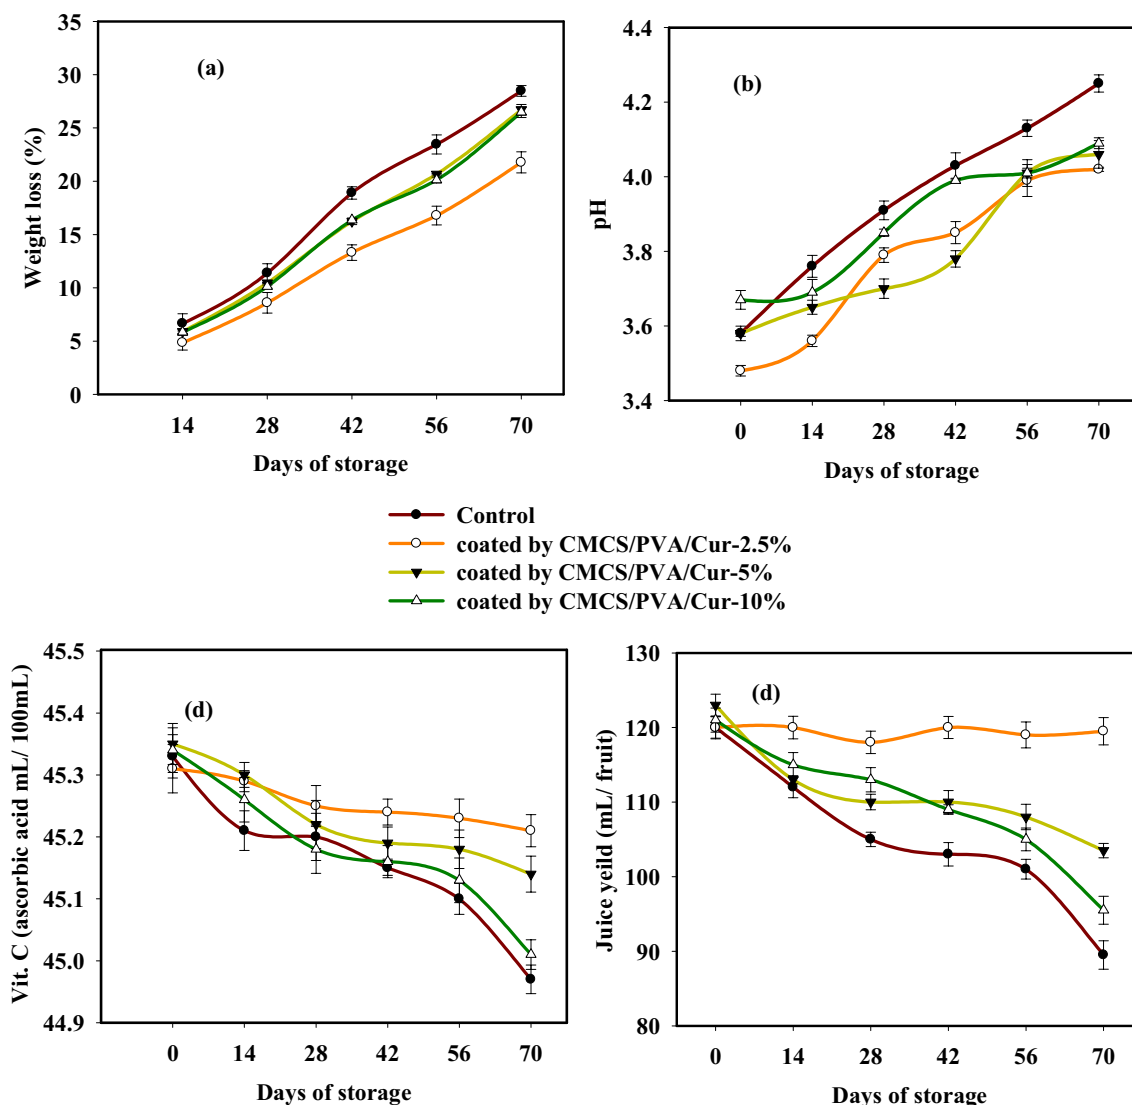 (a)
35
30
25
20
15
10
5
0
Weight loss (%)
14 28 42 56 70
Days of storage
(b)
4.4
4.2
4.0
3.8
3.6
3.4
pH
0 14 28 42 56 70
Days of storage
Control
coated by CMCS/PVA/Cur-2.5%
coated by CMCS/PVA/Cur-5%
coated by CMCS/PVA/Cur-10%
(d)
45.5
45.4
45.3
45.2
45.1
45.0
44.9
Vit. C (ascorbic acid mL/ 100mL)
0 14 28 42 56 70
Days of storage
(d)
130
120
110
100
90
80
Juice yeild (mL/ fruit)
0 14 28 42 56 70
Days of storage